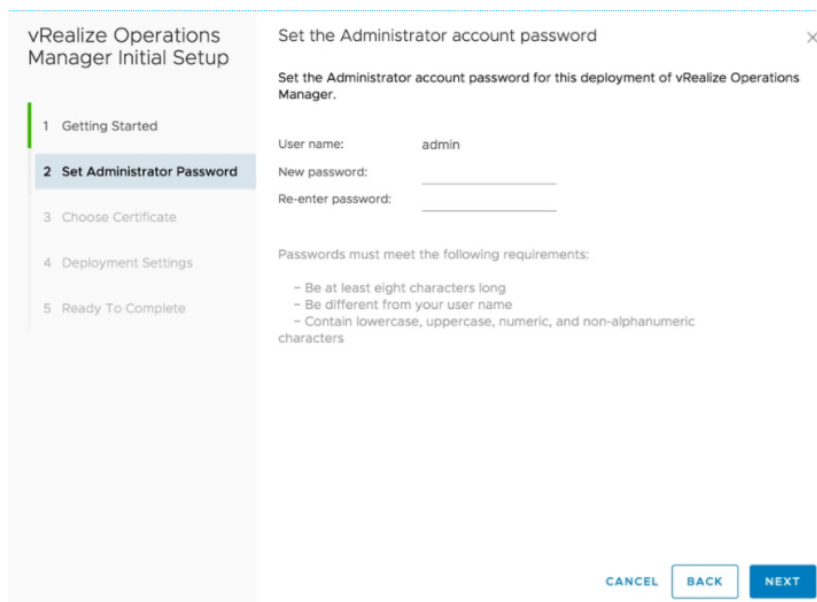 vRealize Operations
Manager Initial Setup
1 Getting Started
2 Set Administrator Password
3 Choose Certificate
4 Deployment Settings
5 Ready To Complete
Set the Administrator account password
Set the Administrator account password for this deployment of vRealize Operations
Manager.
User name: admin
New password:
Re-enter password:
Passwords must meet the following requirements:
– Be at least eight characters long
– Be different from your user name
– Contain lowercase, uppercase, numeric, and non-alphanumeric
characters
CANCEL BACK NEXT